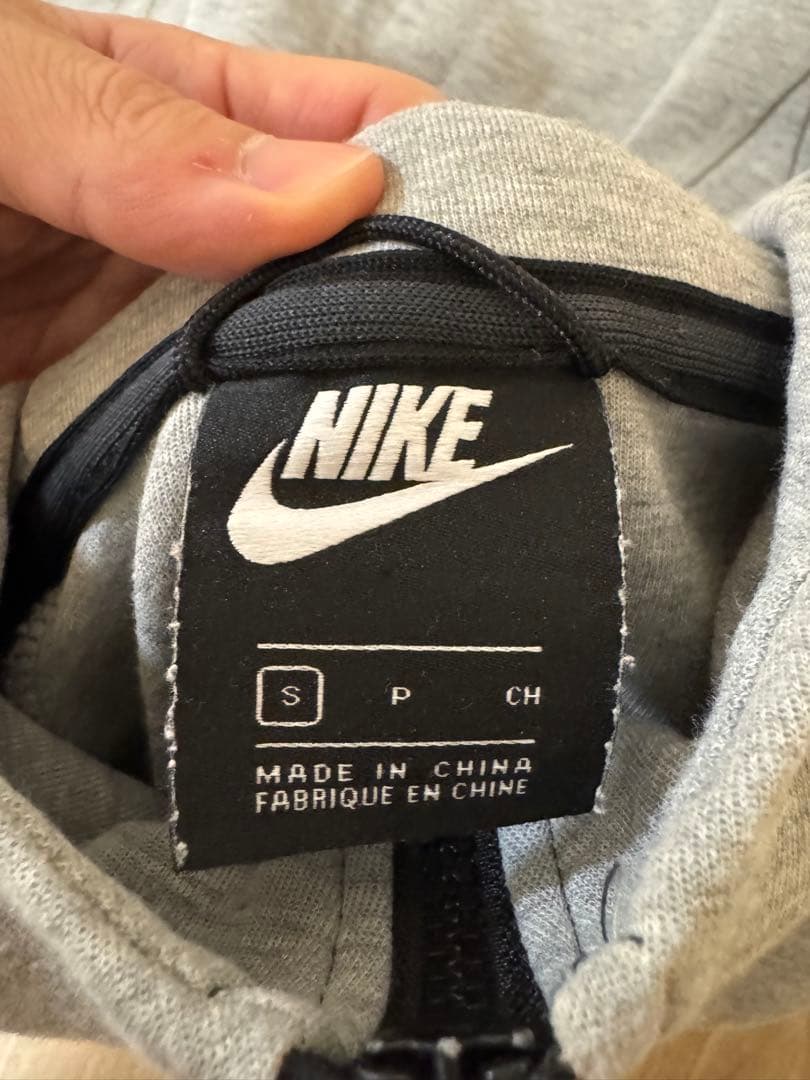 NIKE
S P CH
MADE IN CHINA
FABRIQUE EN CHINE